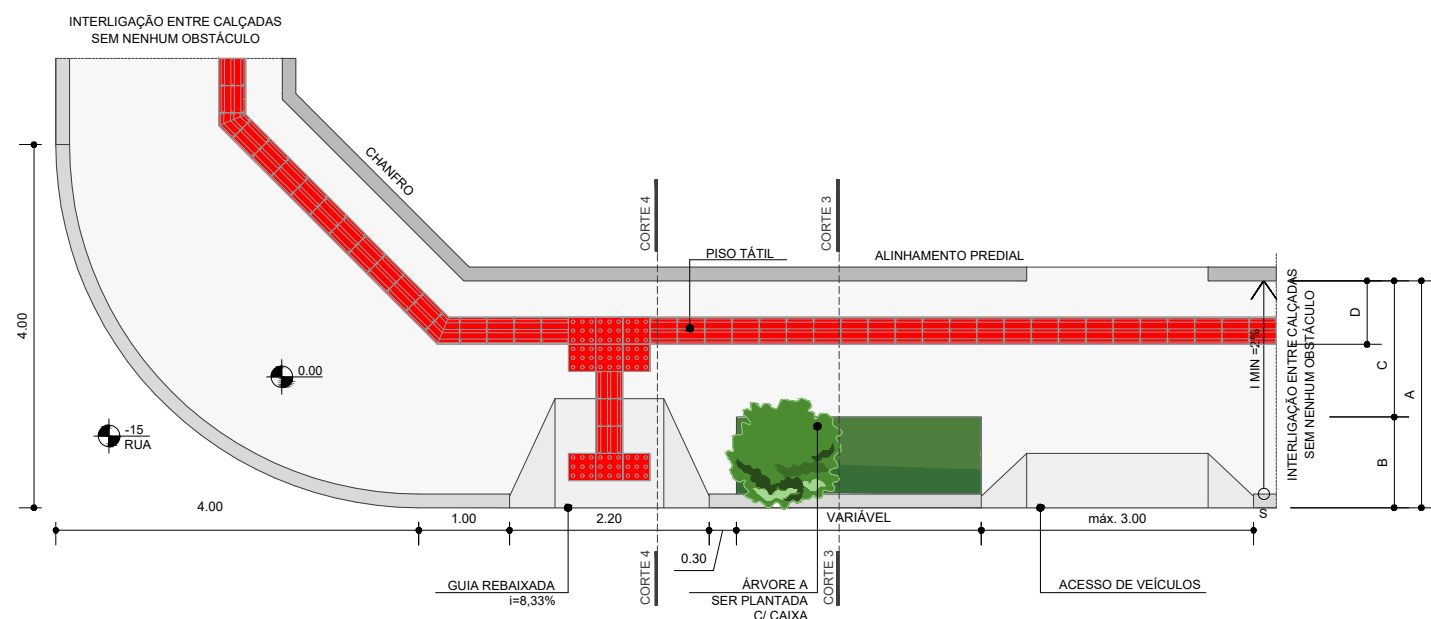 INTERLIGAÇÃO ENTRE CALÇADAS
SEM NENHUM OBSTÁCULO
CHANFRO
CORTE 4
CORTE 3
PISO TÁTIL
ALINHAMENTO PREDIAL
4.00
0.00
-15
RUA
I MIN =2%
INTERLIGAÇÃO ENTRE CALÇADAS
SEM NENHUM OBSTÁCULO
D
C
A
B
S
4.00
1.00
2.20
0.30
VARIÁVEL
máx. 3.00
GUIA REBAIXADA
i=8,33%
CORTE 4
ÁRVORE A
SER PLANTADA
C/ CAIXA
CORTE 3
ACESSO DE VEÍCULOS